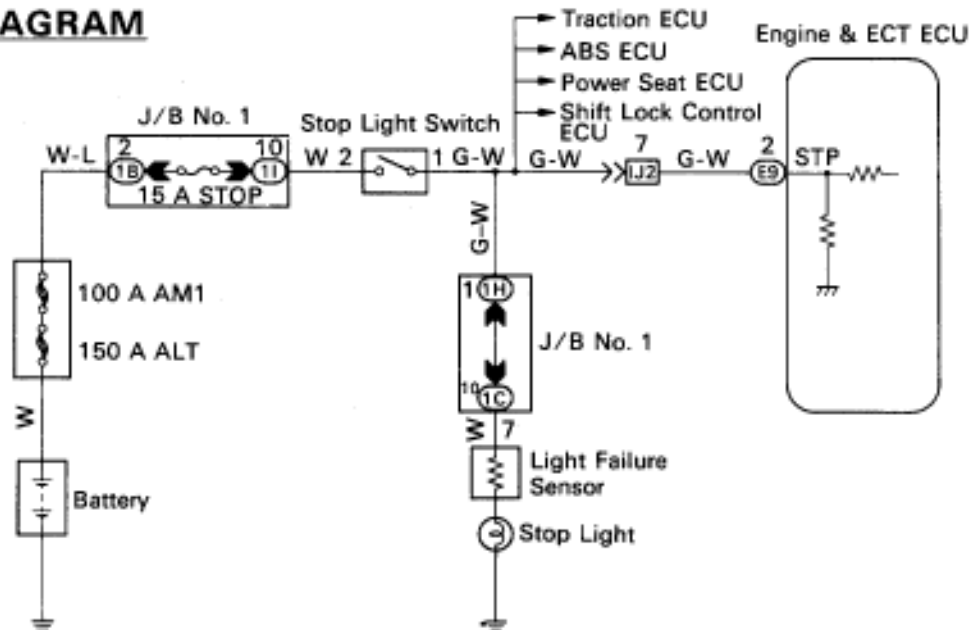 AGRAM
Traction ECU
ABS ECU
Power Seat ECU
Shift Lock Control
ECU
Engine & ECT ECU
J/B No. 1
Stop Light Switch
W-L
2
1B
10
1I
15 A STOP
W 2
1 G-W
G-W
7
IJ2
G-W
2
E9
STP
G-W
100 A AM1
150 A ALT
1
1H
J/B No. 1
10
1C
W
W
7
Light Failure
Sensor
Battery
Stop Light